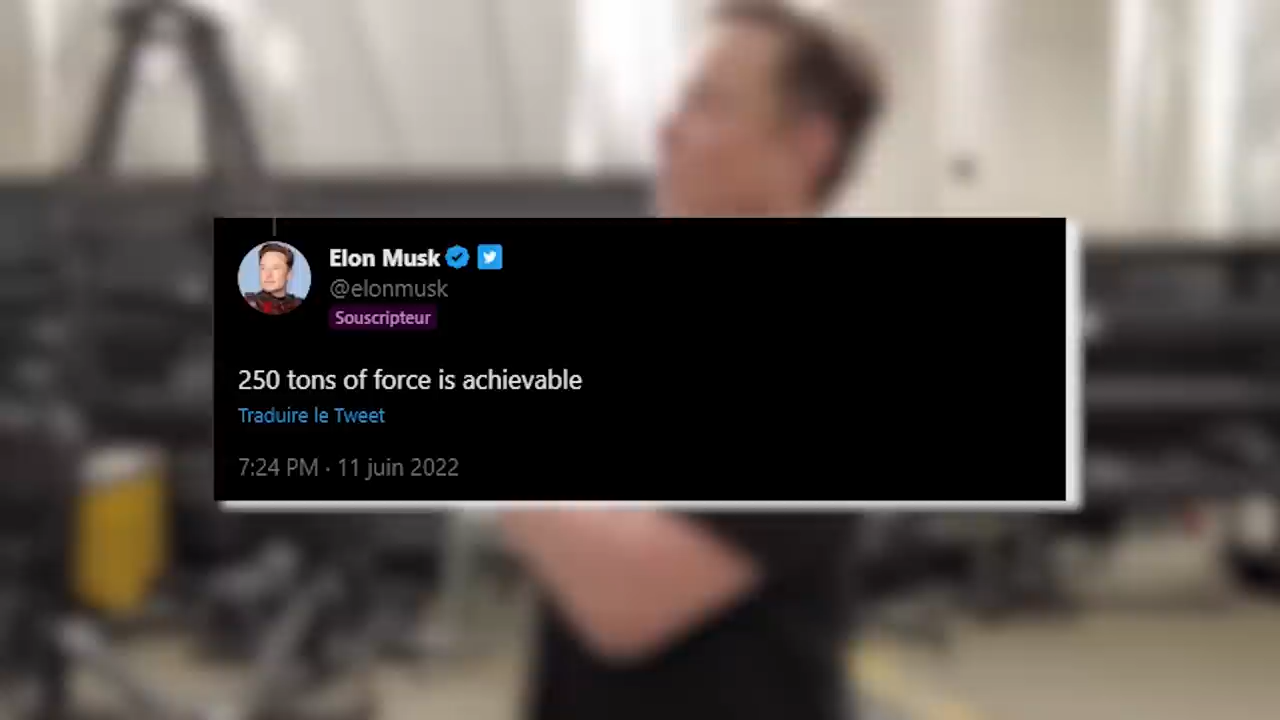 Elon Musk
@elonmusk
Souscripteur
250 tons of force is achievable
Traduire le Tweet
7:24 PM · 11 juin 2022